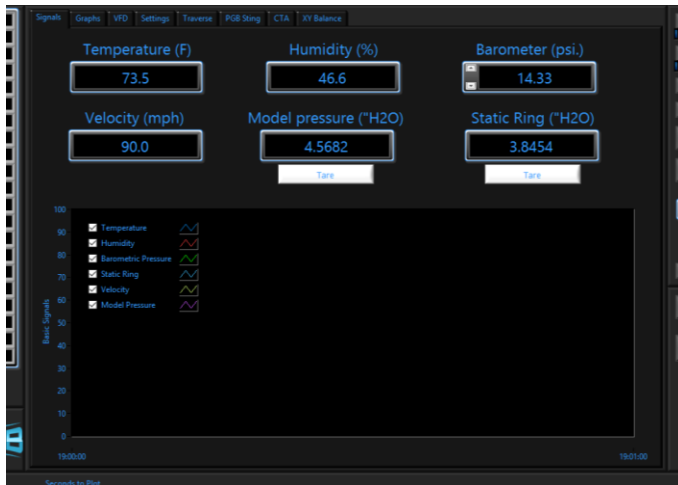 Signals Graphs VFD Settings Traverse PGB Sting CTA XY Balance
Temperature (F) Humidity (%) Barometer (psi.)
73.5 46.6 14.33
Velocity (mph) Model pressure ("H2O) Static Ring ("H2O)
90.0 4.5682 3.8454
Tare Tare
100
90
80
70
60
50
40
30
20
10
0
Basic Signals
Temperature
Humidity
Barometric Pressure
Static Ring
Velocity
Model Pressure
19:00:00 19:01:00
Seconds to Plot